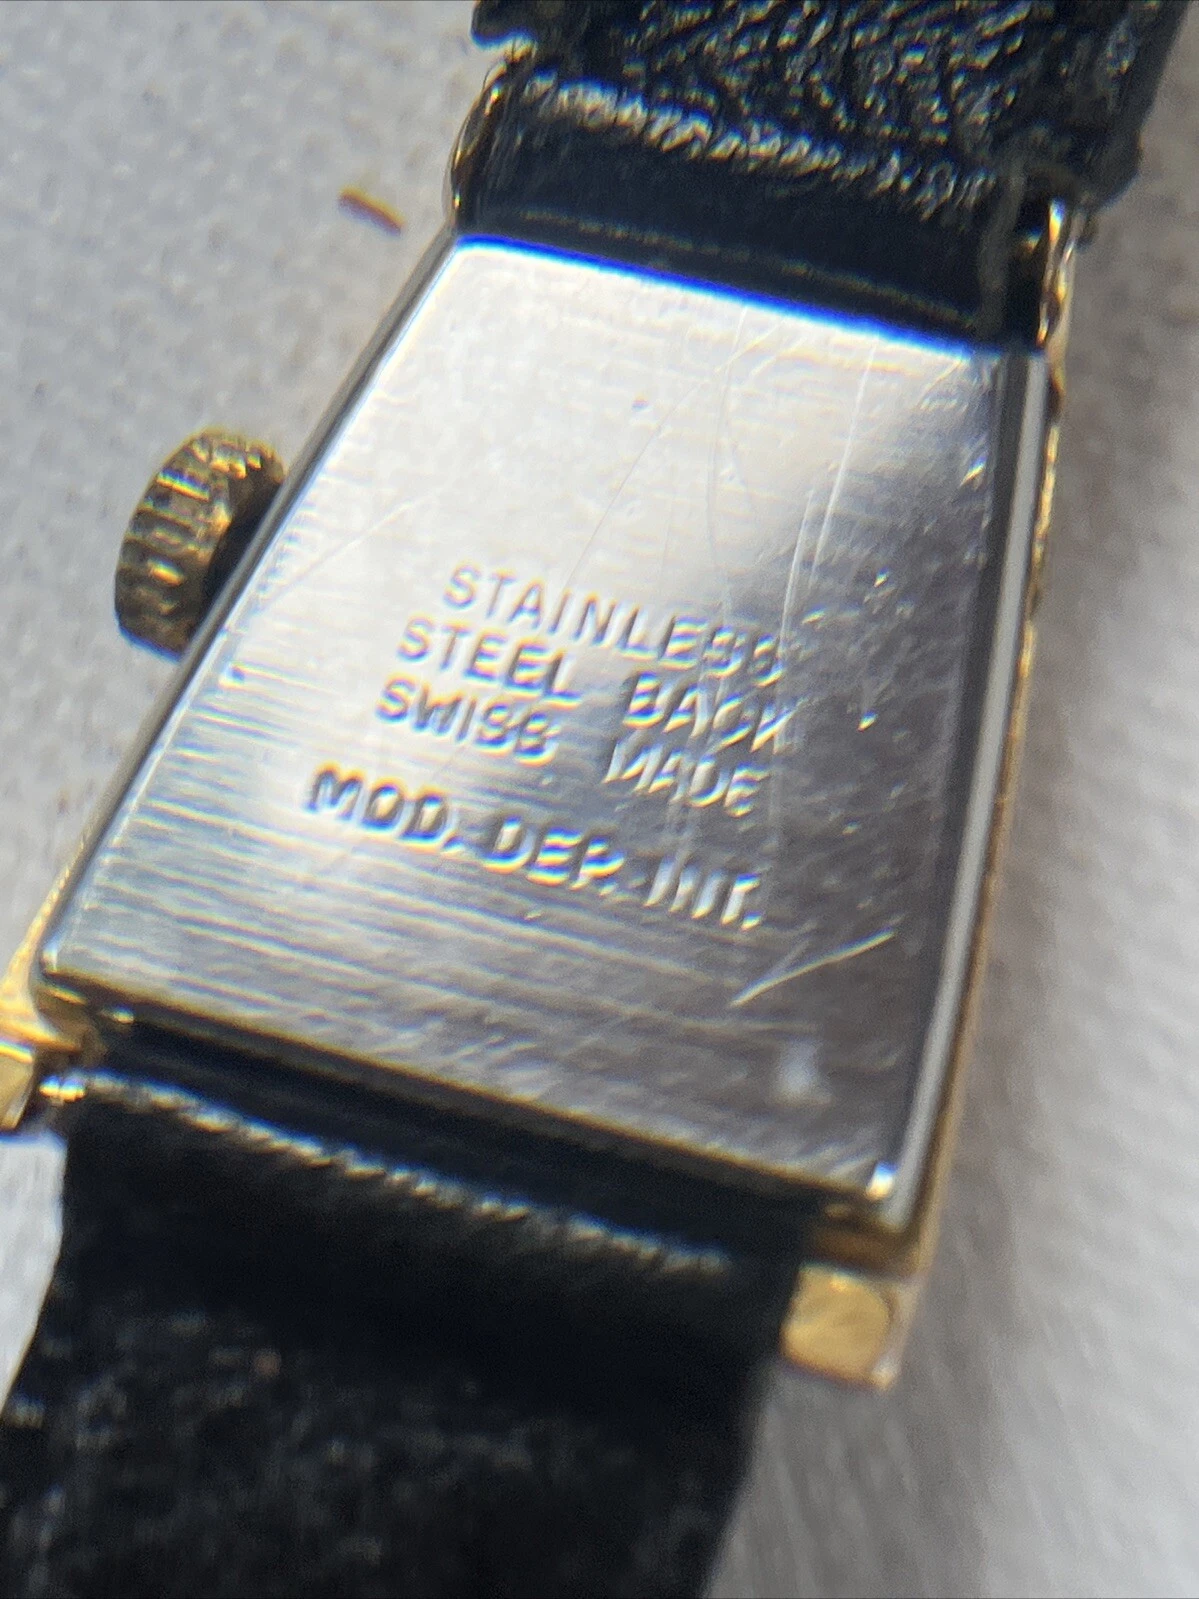 STAINLESS
STEEL BACK
SWISS MADE
MOD. DEP. INT.